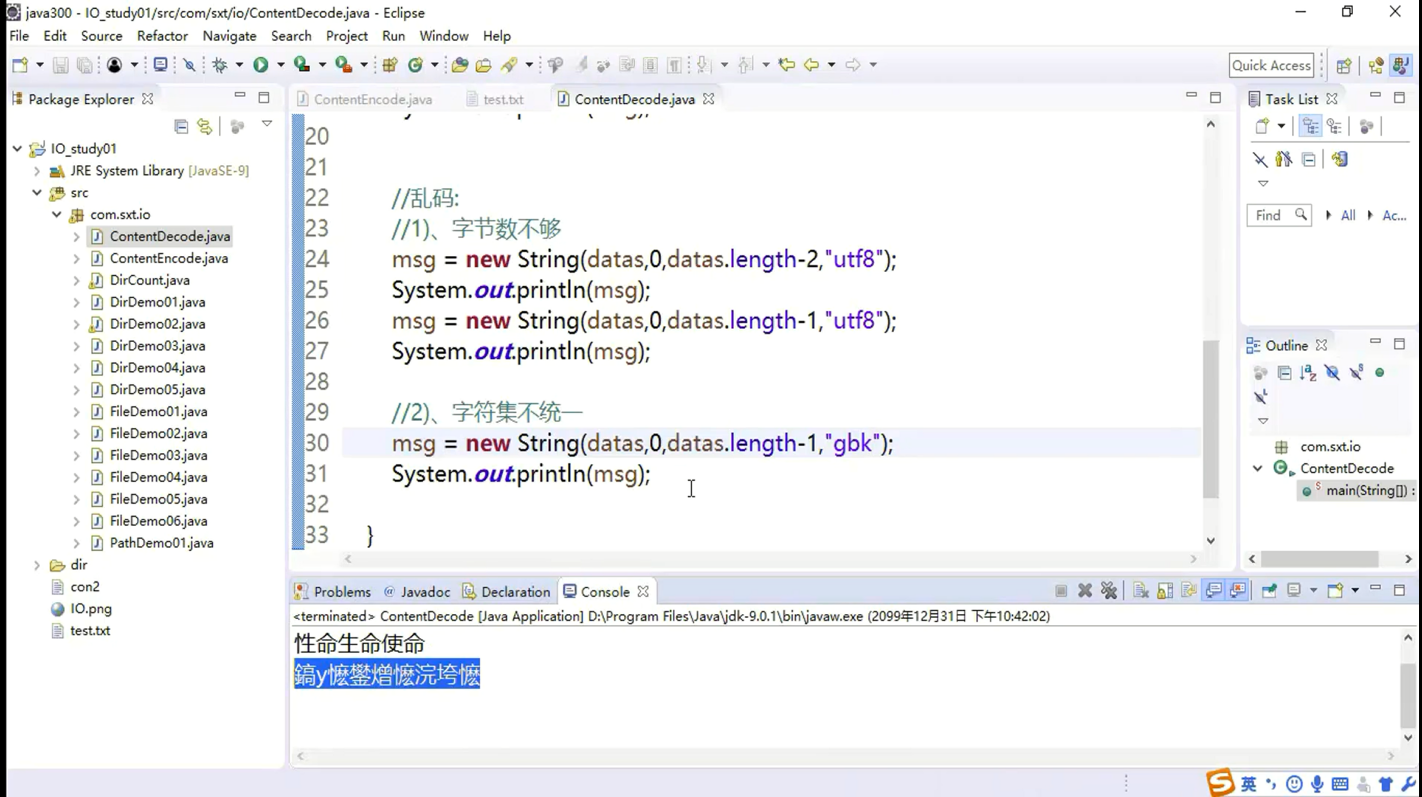 java300 - IO_study01/src/com/sxt/io/ContentDecode.java - Eclipse
File Edit Source Refactor Navigate Search Project Run Window Help
Quick Access
Package Explorer
IO_study01
JRE System Library [JavaSE-9]
src
com.sxt.io
ContentDecode.java
ContentEncode.java
DirCount.java
DirDemo01.java
DirDemo02.java
DirDemo03.java
DirDemo04.java
DirDemo05.java
FileDemo01.java
FileDemo02.java
FileDemo03.java
FileDemo04.java
FileDemo05.java
FileDemo06.java
PathDemo01.java
dir
con2
IO.png
test.txt
ContentEncode.java test.txt ContentDecode.java
20
21
22 //乱码:
23 //1)、字节数不够
24 msg = new String(datas,0,datas.length-2,"utf8");
25 System.out.println(msg);
26 msg = new String(datas,0,datas.length-1,"utf8");
27 System.out.println(msg);
28
29 //2)、字符集不统一
30 msg = new String(datas,0,datas.length-1,"gbk");
31 System.out.println(msg);
32
33 }
Task List
Find All Ac...
Outline
com.sxt.io
ContentDecode
main(String[]) :
Problems @ Javadoc Declaration Console
<terminated> ContentDecode [Java Application] D:\Program Files\Java\jdk-9.0.1\bin\javaw.exe (2099年12月31日 下午10:42:02)
性命生命使命
鎬y懡鐢熷懡浣垮懡
英